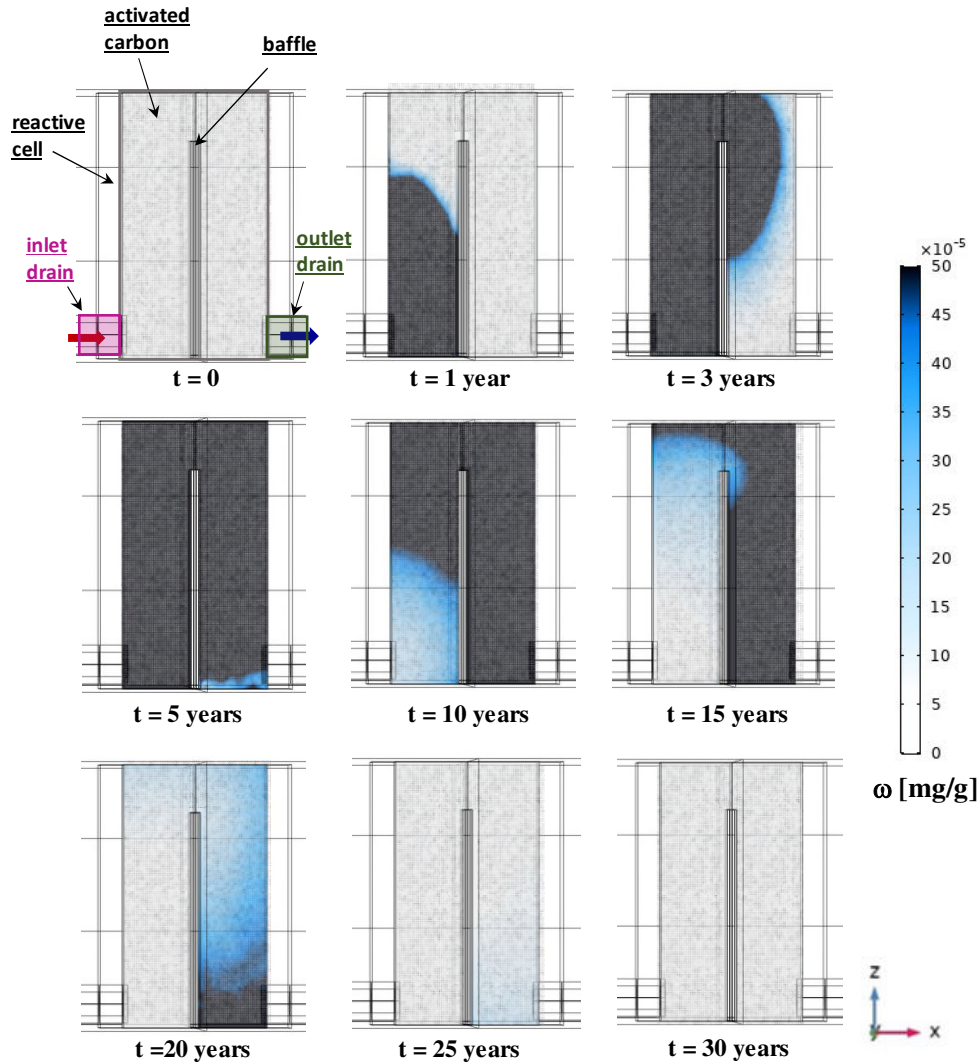 activated
carbon
baffle
reactive
cell
inlet
drain
outlet
drain
t = 0
t = 1 year
t = 3 years
×10⁻⁵
50
45
40
35
30
25
20
15
10
5
0
ω [mg/g]
t = 5 years
t = 10 years
t = 15 years
t =20 years
t = 25 years
t = 30 years
z
y
x